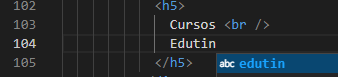 102 <h5>
103 Cursos <br />
104 Edutin
105 </h5> abc edutin